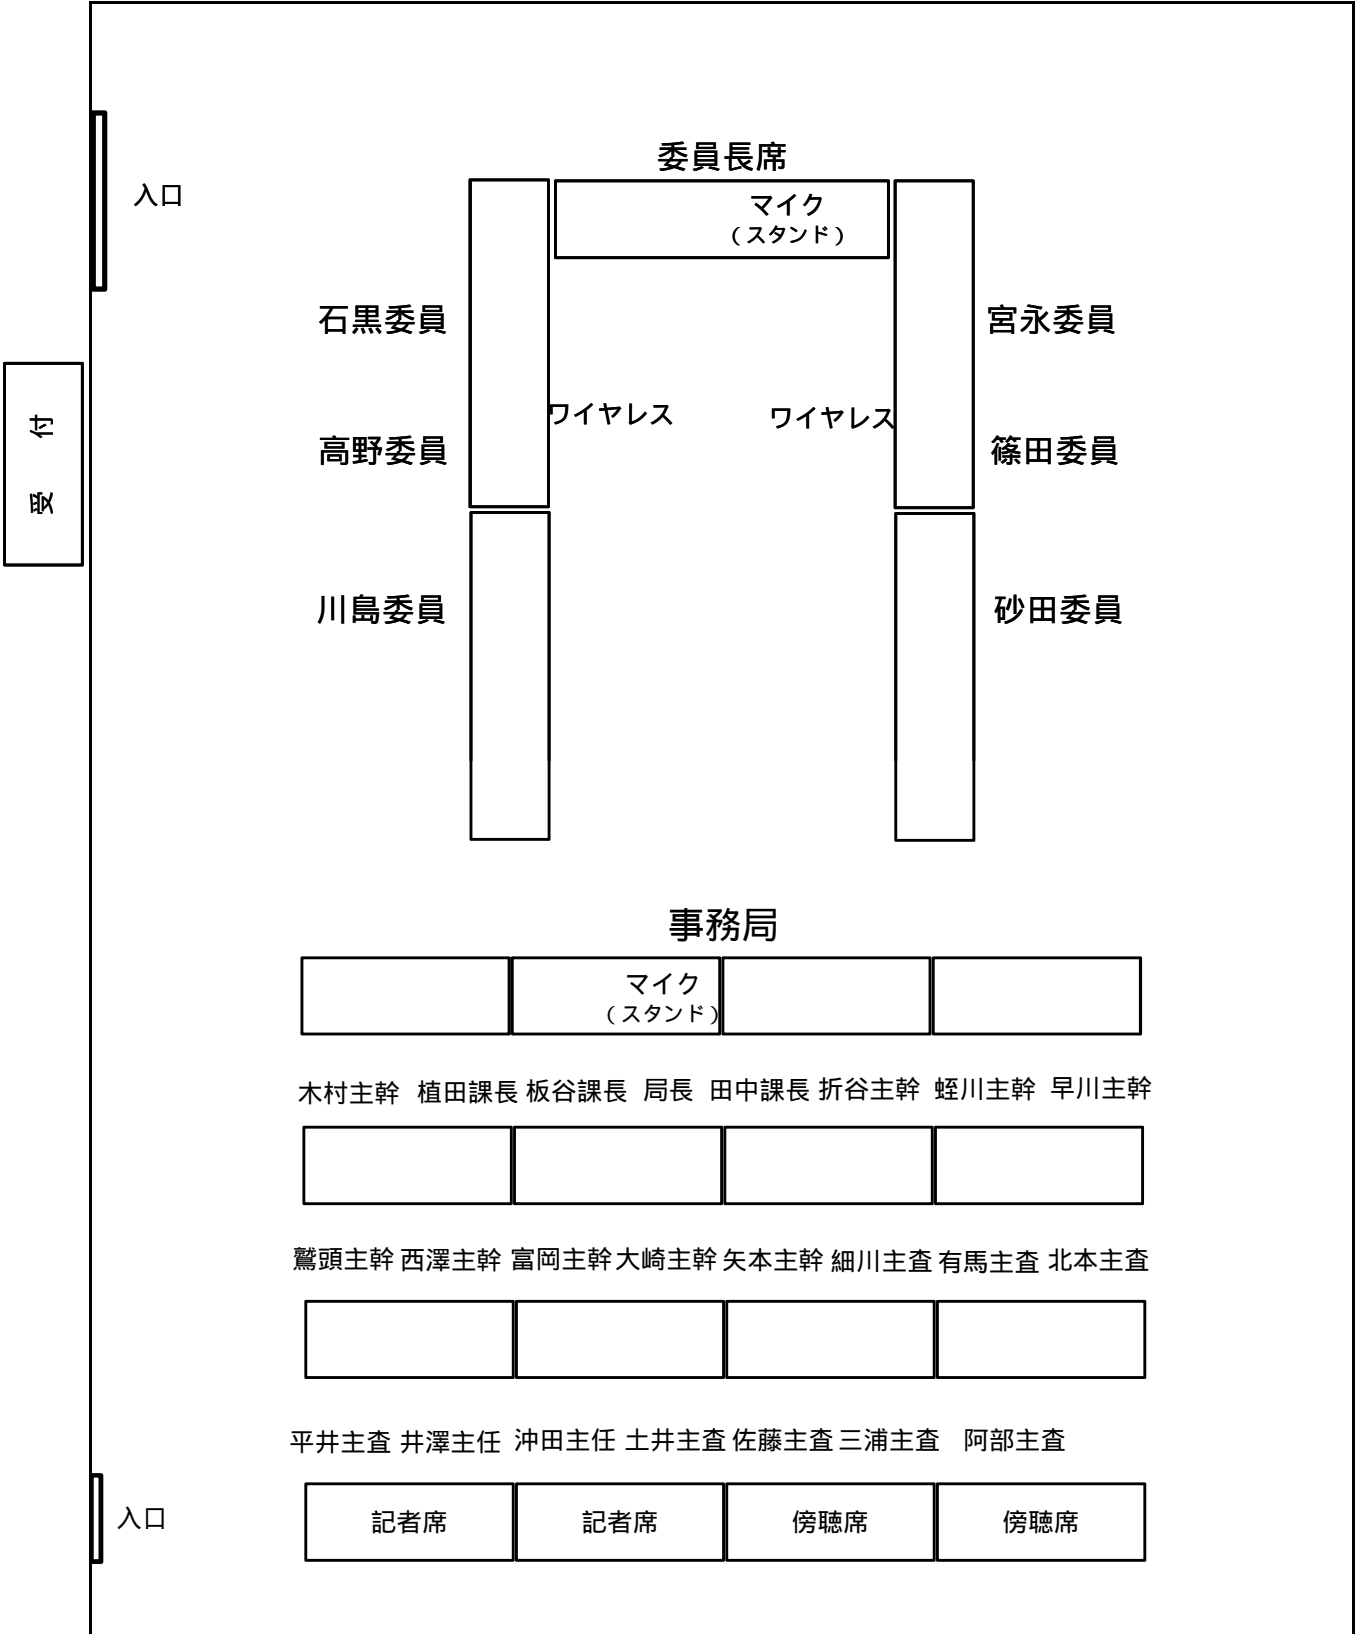 委員長席
マイク
（スタンド）
入口
石黒委員
宮永委員
ワイヤレス
ワイヤレス
受付
高野委員
篠田委員
川島委員
砂田委員
事務局
マイク
（スタンド）
木村主幹 植田課長 板谷課長 局長 田中課長 折谷主幹 蛭川主幹 早川主幹
鷲頭主幹 西澤主幹 富岡主幹 大崎主幹 矢本主幹 細川主査 有馬主査 北本主査
平井主査 井澤主任 沖田主任 土井主査 佐藤主査 三浦主査 阿部主査
入口
記者席 記者席 傍聴席 傍聴席